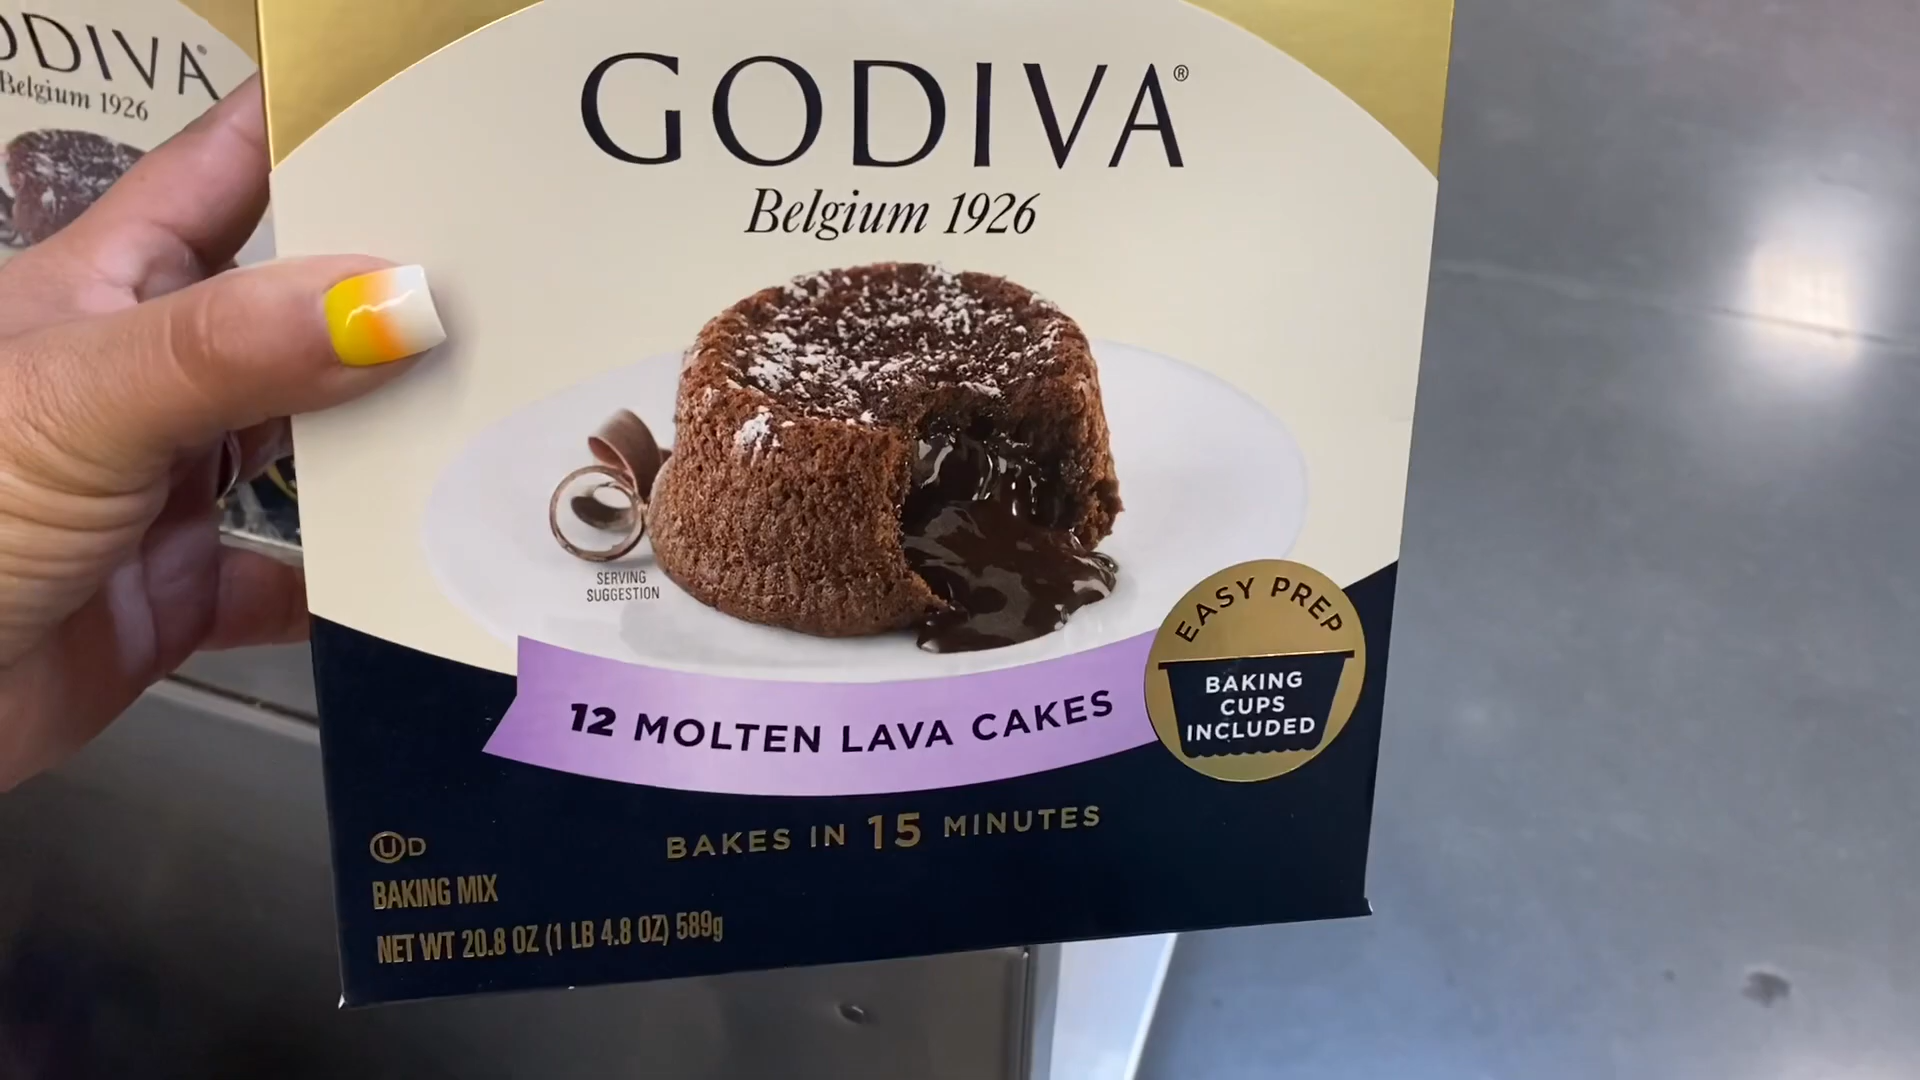 ODIVA®
Belgium 1926
GODIVA®
Belgium 1926
SERVING
SUGGESTION
EASY PREP
BAKING
CUPS
INCLUDED
12 MOLTEN LAVA CAKES
BAKES IN 15 MINUTES
UD
BAKING MIX
NET WT 20.8 OZ (1 LB 4.8 OZ) 589g